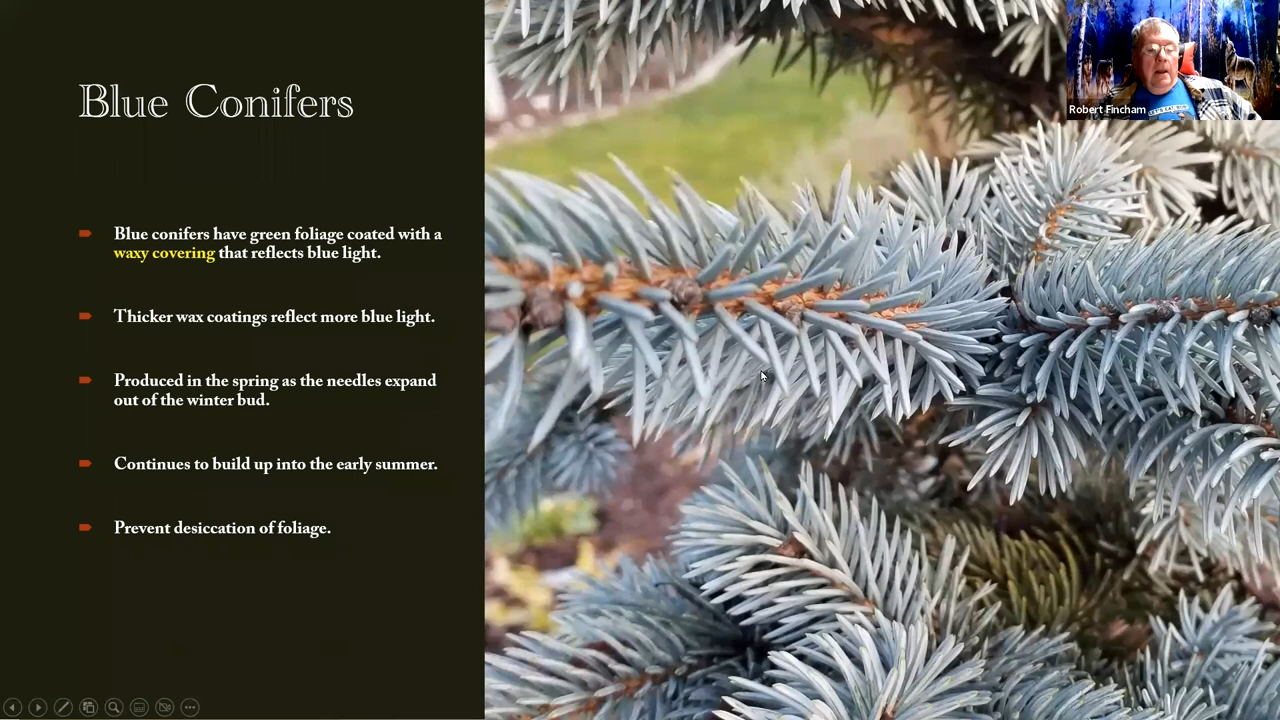 Blue Conifers
Blue conifers have green foliage coated with a
waxy covering that reflects blue light.
Thicker wax coatings reflect more blue light.
Produced in the spring as the needles expand
out of the winter bud.
Continues to build up into the early summer.
Prevent desiccation of foliage.
Robert Fincham